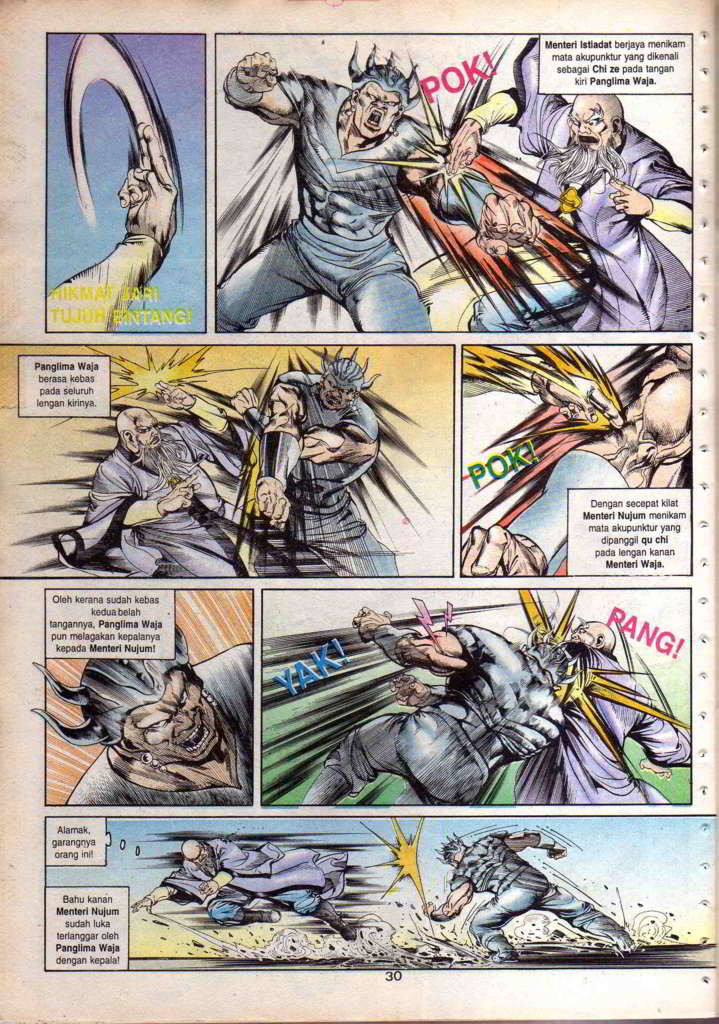 HIKMAT JARI
TUJUH BINTANG!
POK!
Menteri Istiadat berjaya menikam
mata akupunktur yang dikenali
sebagai Chi ze pada tangan
kiri Panglima Waja.
Panglima Waja
berasa kebas
pada seluruh
lengan kirinya.
POK!
Dengan secepat kilat
Menteri Nujum menikam
mata akupunktur yang
dipanggil qu chi
pada lengan kanan
Menteri Waja.
Oleh kerana sudah kebas
kedua belah
tangannya, Panglima Waja
pun melagakan kepalanya
kepada Menteri Nujum!
YAK!
PANG!
Alamak,
garangnya
orang ini!
Bahu kanan
Menteri Nujum
sudah luka
terlanggar oleh
Panglima Waja
dengan kepala!
30